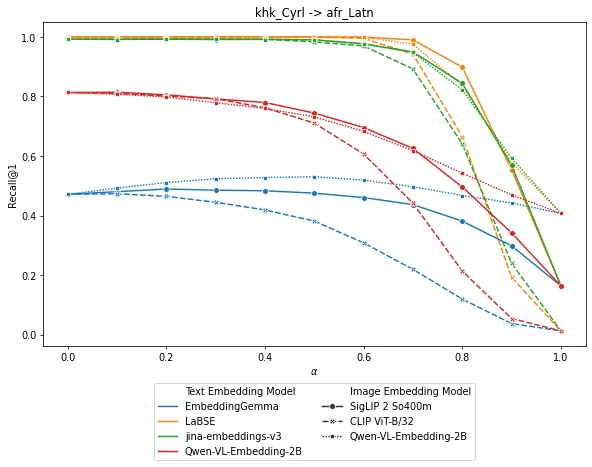 khk_Cyrl -> afr_Latn
Recall@1
1.0
0.8
0.6
0.4
0.2
0.0
0.0 0.2 0.4 0.6 0.8 1.0
α
Text Embedding Model Image Embedding Model
EmbeddingGemma SigLIP 2 So400m
LaBSE CLIP ViT-B/32
jina-embeddings-v3 Qwen-VL-Embedding-2B
Qwen-VL-Embedding-2B